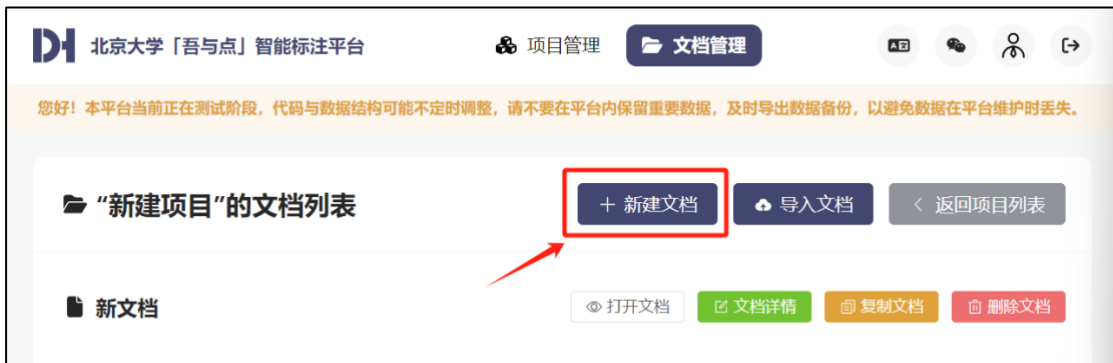 北京大学「吾与点」智能标注平台 项目管理 文档管理
您好！本平台当前正在测试阶段，代码与数据结构可能不定时调整，请不要在平台内保留重要数据，及时导出数据备份，以避免数据在平台维护时丢失。
“新建项目”的文档列表 + 新建文档 导入文档 < 返回项目列表
新文档 打开文档 文档详情 复制文档 删除文档